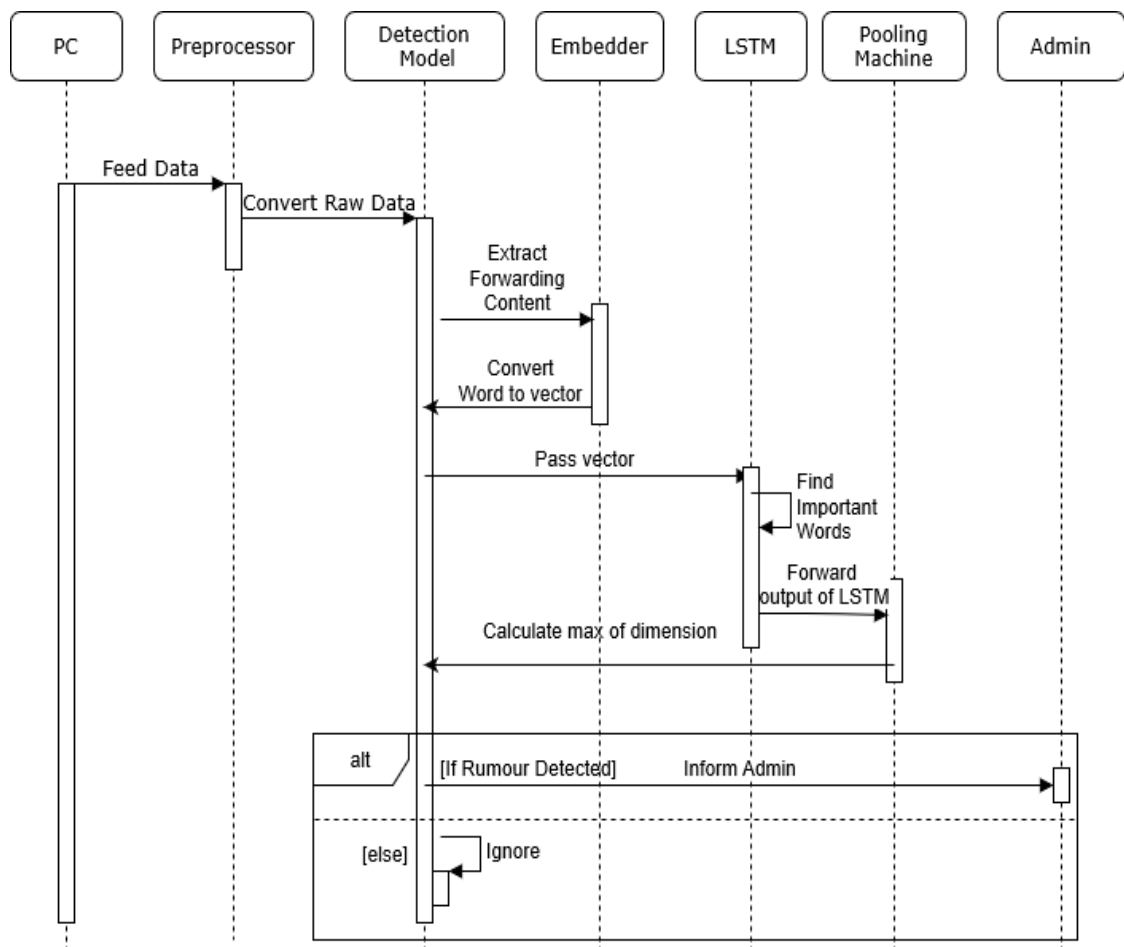 PC
Preprocessor
Detection
Model
Embedder
LSTM
Pooling
Machine
Admin
Feed Data
Convert Raw Data
Extract
Forwarding
Content
Convert
Word to vector
Pass vector
Find
Important
Words
Forward
output of LSTM
Calculate max of dimension
alt
[If Rumour Detected]
Inform Admin
[else]
Ignore